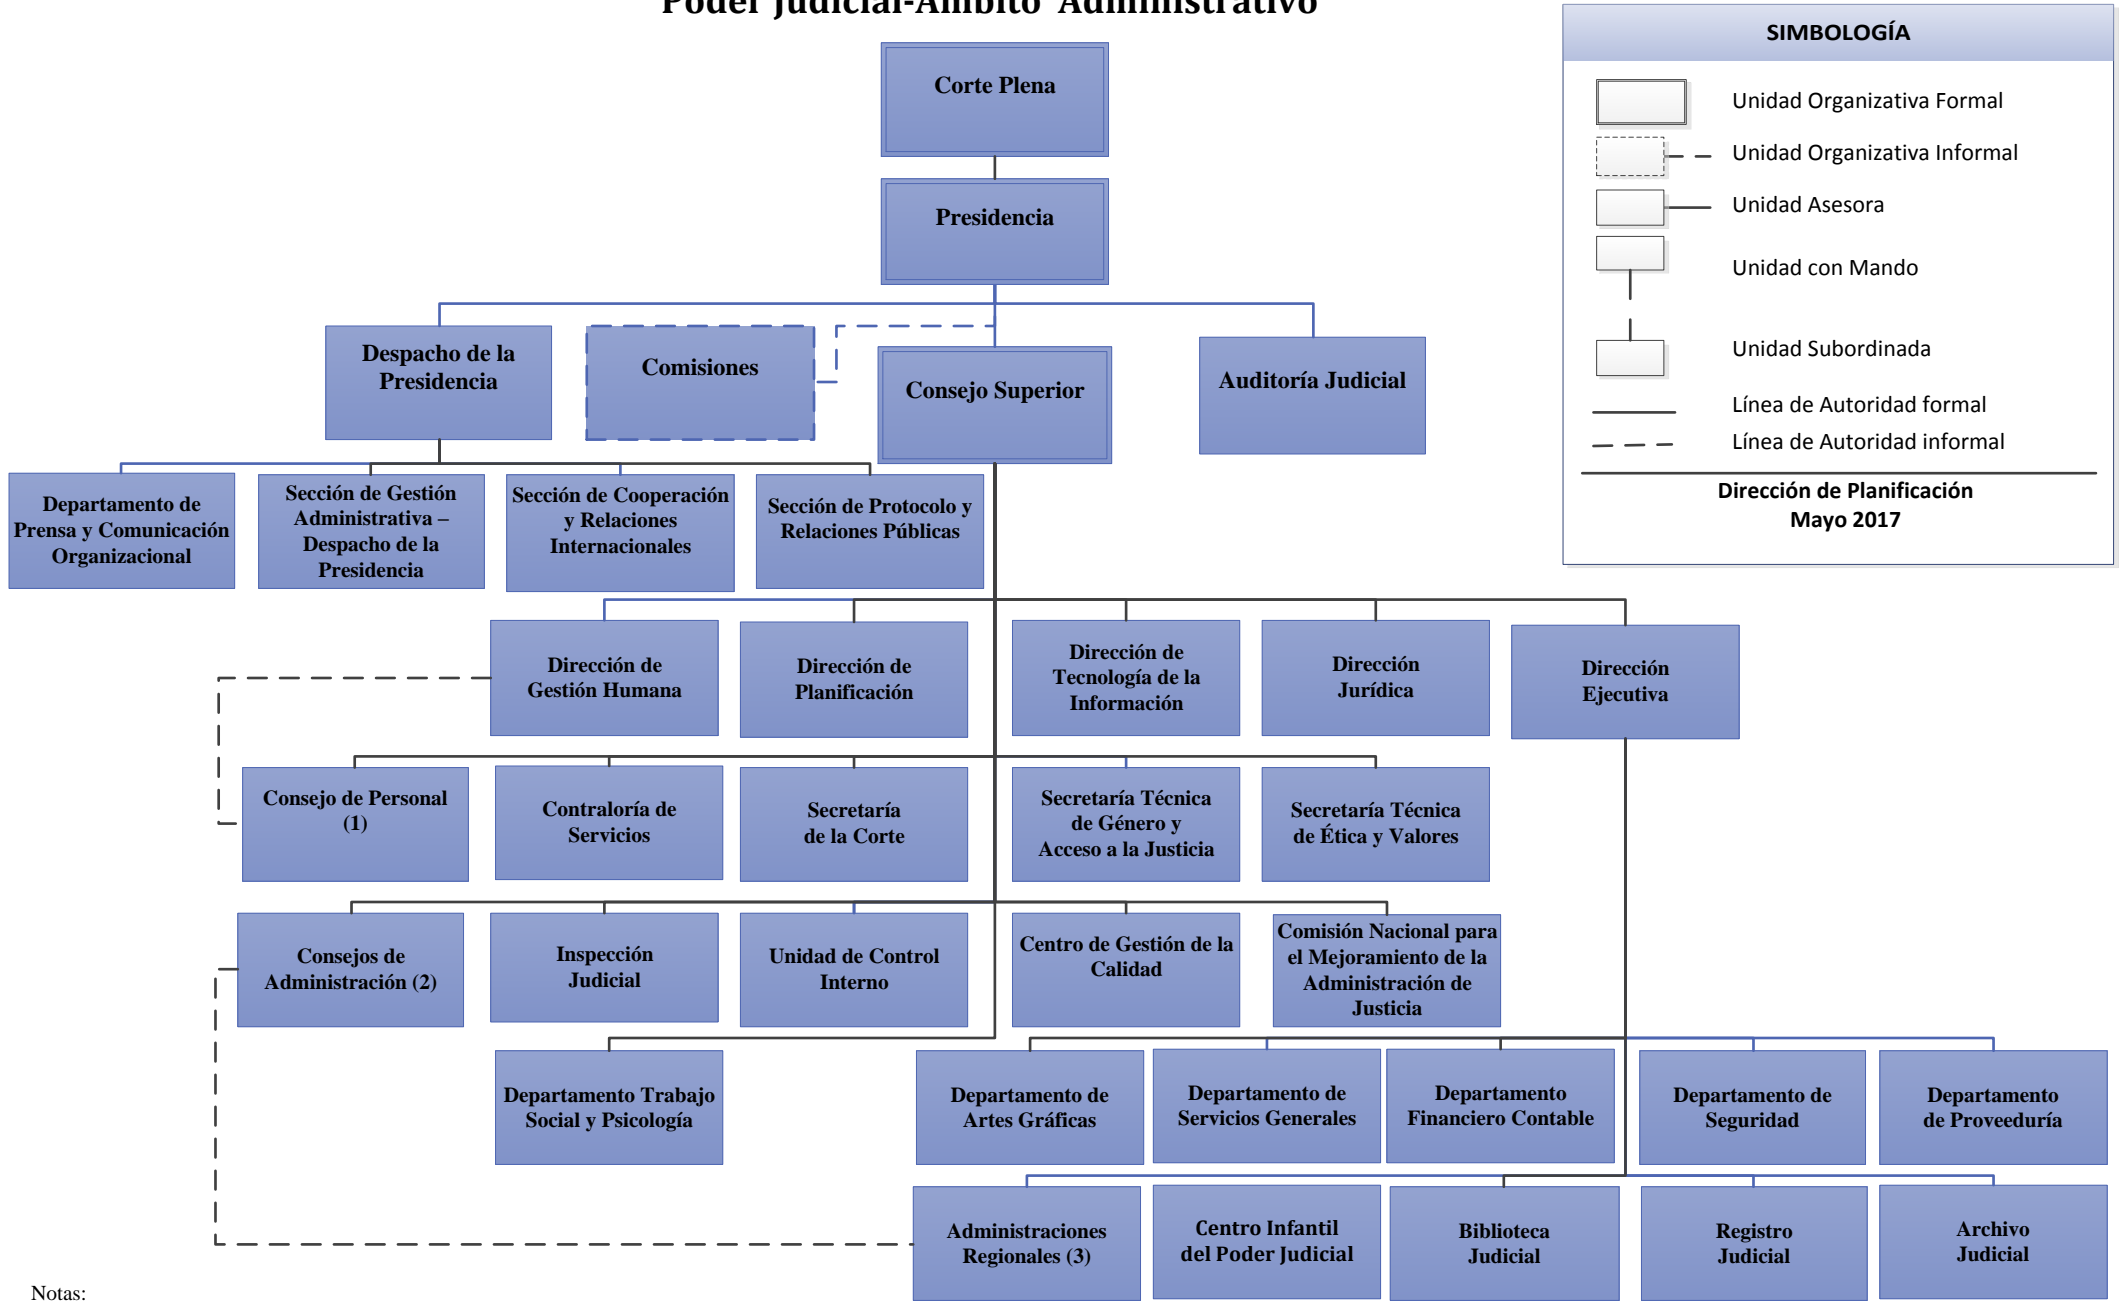 Poder Judicial-Ámbito Administrativo
Corte Plena
Presidencia
Despacho de la
Presidencia
Comisiones
Consejo Superior
Auditoría Judicial
Departamento de
Prensa y Comunicación
Organizacional
Sección de Gestión
Administrativa –
Despacho de la
Presidencia
Sección de Cooperación
y Relaciones
Internacionales
Sección de Protocolo y
Relaciones Públicas
SIMBOLOGÍA
Unidad Organizativa Formal
Unidad Organizativa Informal
Unidad Asesora
Unidad con Mando
Unidad Subordinada
Línea de Autoridad formal
Línea de Autoridad informal
Dirección de Planificación
Mayo 2017
Dirección de
Gestión Humana
Dirección de
Planificación
Dirección de
Tecnología de la
Información
Dirección
Jurídica
Dirección
Ejecutiva
Consejo de Personal
(1)
Contraloría de
Servicios
Secretaría
de la Corte
Secretaría Técnica
de Género y
Acceso a la Justicia
Secretaría Técnica
de Ética y Valores
Consejos de
Administración (2)
Inspección
Judicial
Unidad de Control
Interno
Centro de Gestión de la
Calidad
Comisión Nacional para
el Mejoramiento de la
Administración de
Justicia
Departamento Trabajo
Social y Psicología
Departamento de
Artes Gráficas
Departamento de
Servicios Generales
Departamento
Financiero Contable
Departamento de
Seguridad
Departamento
de Proveeduría
Administraciones
Regionales (3)
Centro Infantil
del Poder Judicial
Biblioteca
Judicial
Registro
Judicial
Archivo
Judicial
Notas: